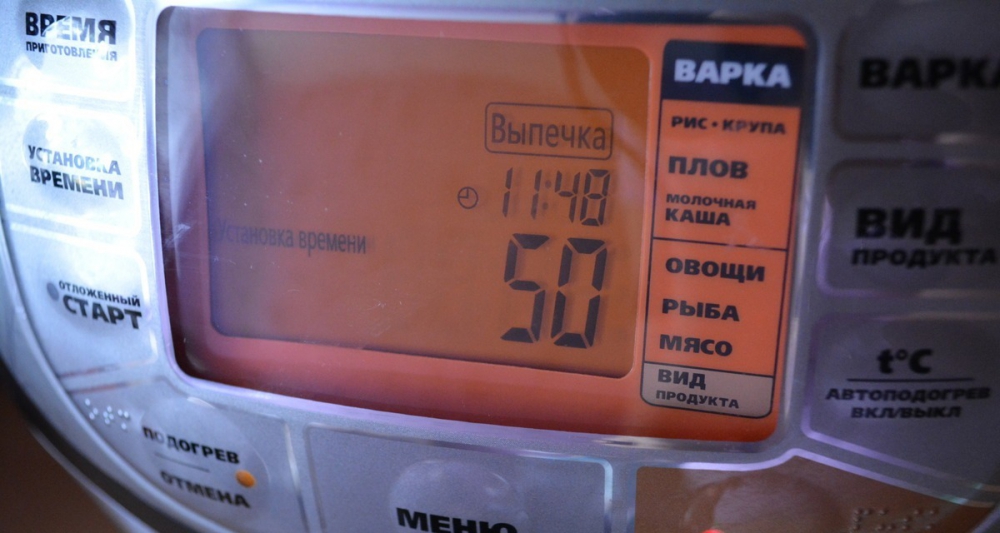 ВРЕМЯ
ПРИГОТОВЛЕНИЯ
УСТАНОВКА
ВРЕМЕНИ
ОТЛОЖЕННЫЙ
СТАРТ
ПОДОГРЕВ
ОТМЕНА
Выпечка
11:48
Установка времени
50
ВАРКА
РИС • КРУПА
ПЛОВ
МОЛОЧНАЯ
КАША
ОВОЩИ
РЫБА
МЯСО
ВИД
ПРОДУКТА
ВАРКА
ВИД
ПРОДУКТА
t°C
АВТОПОДОГРЕВ
ВКЛ/ВЫКЛ
МЕНЮ